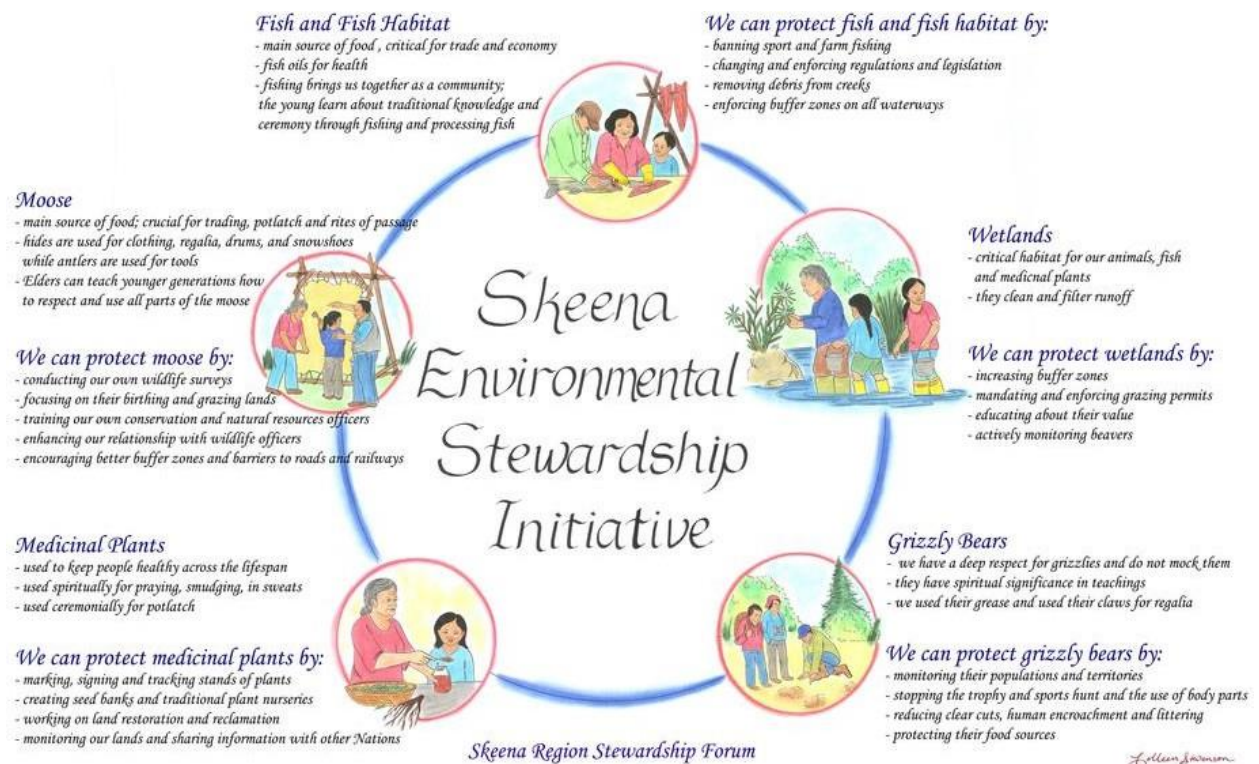 Fish and Fish Habitat
- main source of food , critical for trade and economy
- fish oils for health
- fishing brings us together as a community;
the young learn about traditional knowledge and
ceremony through fishing and processing fish
We can protect fish and fish habitat by:
- banning sport and farm fishing
- changing and enforcing regulations and legislation
- removing debris from creeks
- enforcing buffer zones on all waterways
Moose
- main source of food; crucial for trading, potlatch and rites of passage
- hides are used for clothing, regalia, drums, and snowshoes
while antlers are used for tools
- Elders can teach younger generations how
to respect and use all parts of the moose
We can protect moose by:
- conducting our own wildlife surveys
- focusing on their birthing and grazing lands
- training our own conservation and natural resources officers
- enhancing our relationship with wildlife officers
- encouraging better buffer zones and barriers to roads and railways
Skeena
Environmental
Stewardship
Initiative
Wetlands
- critical habitat for our animals, fish
and medicnal plants
- they clean and filter runoff
We can protect wetlands by:
- increasing buffer zones
- mandating and enforcing grazing permits
- educating about their value
- actively monitoring beavers
Medicinal Plants
- used to keep people healthy across the lifespan
- used spiritually for praying, smudging, in sweats
- used ceremonially for potlatch
We can protect medicinal plants by:
- marking, signing and tracking stands of plants
- creating seed banks and traditional plant nurseries
- working on land restoration and reclamation
- monitoring our lands and sharing information with other Nations
Grizzly Bears
- we have a deep respect for grizzlies and do not mock them
- they have spiritual significance in teachings
- we used their grease and used their claws for regalia
We can protect grizzly bears by:
- monitoring their populations and territories
- stopping the trophy and sports hunt and the use of body parts
- reducing clear cuts, human encroachment and littering
- protecting their food sources
Skeena Region Stewardship Forum